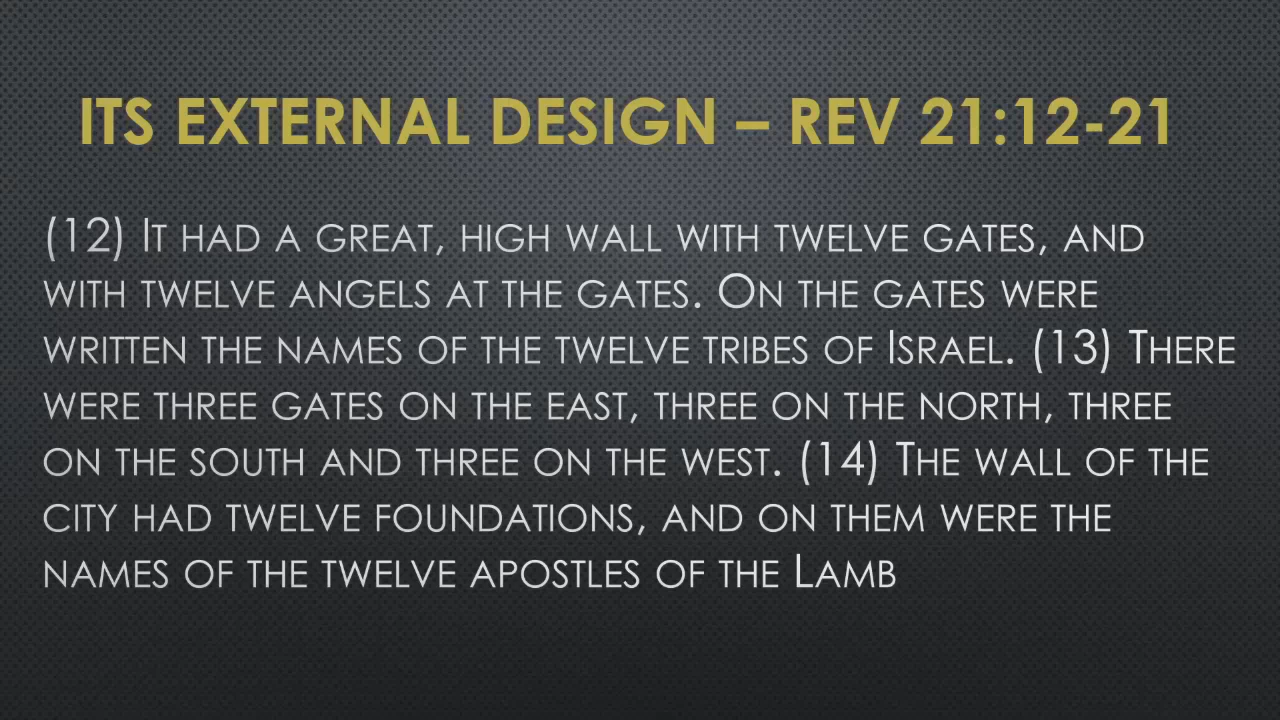 ITS EXTERNAL DESIGN – REV 21:12-21
(12) It had a great, high wall with twelve gates, and
with twelve angels at the gates. On the gates were
written the names of the twelve tribes of Israel. (13) There
were three gates on the east, three on the north, three
on the south and three on the west. (14) The wall of the
city had twelve foundations, and on them were the
names of the twelve apostles of the Lamb